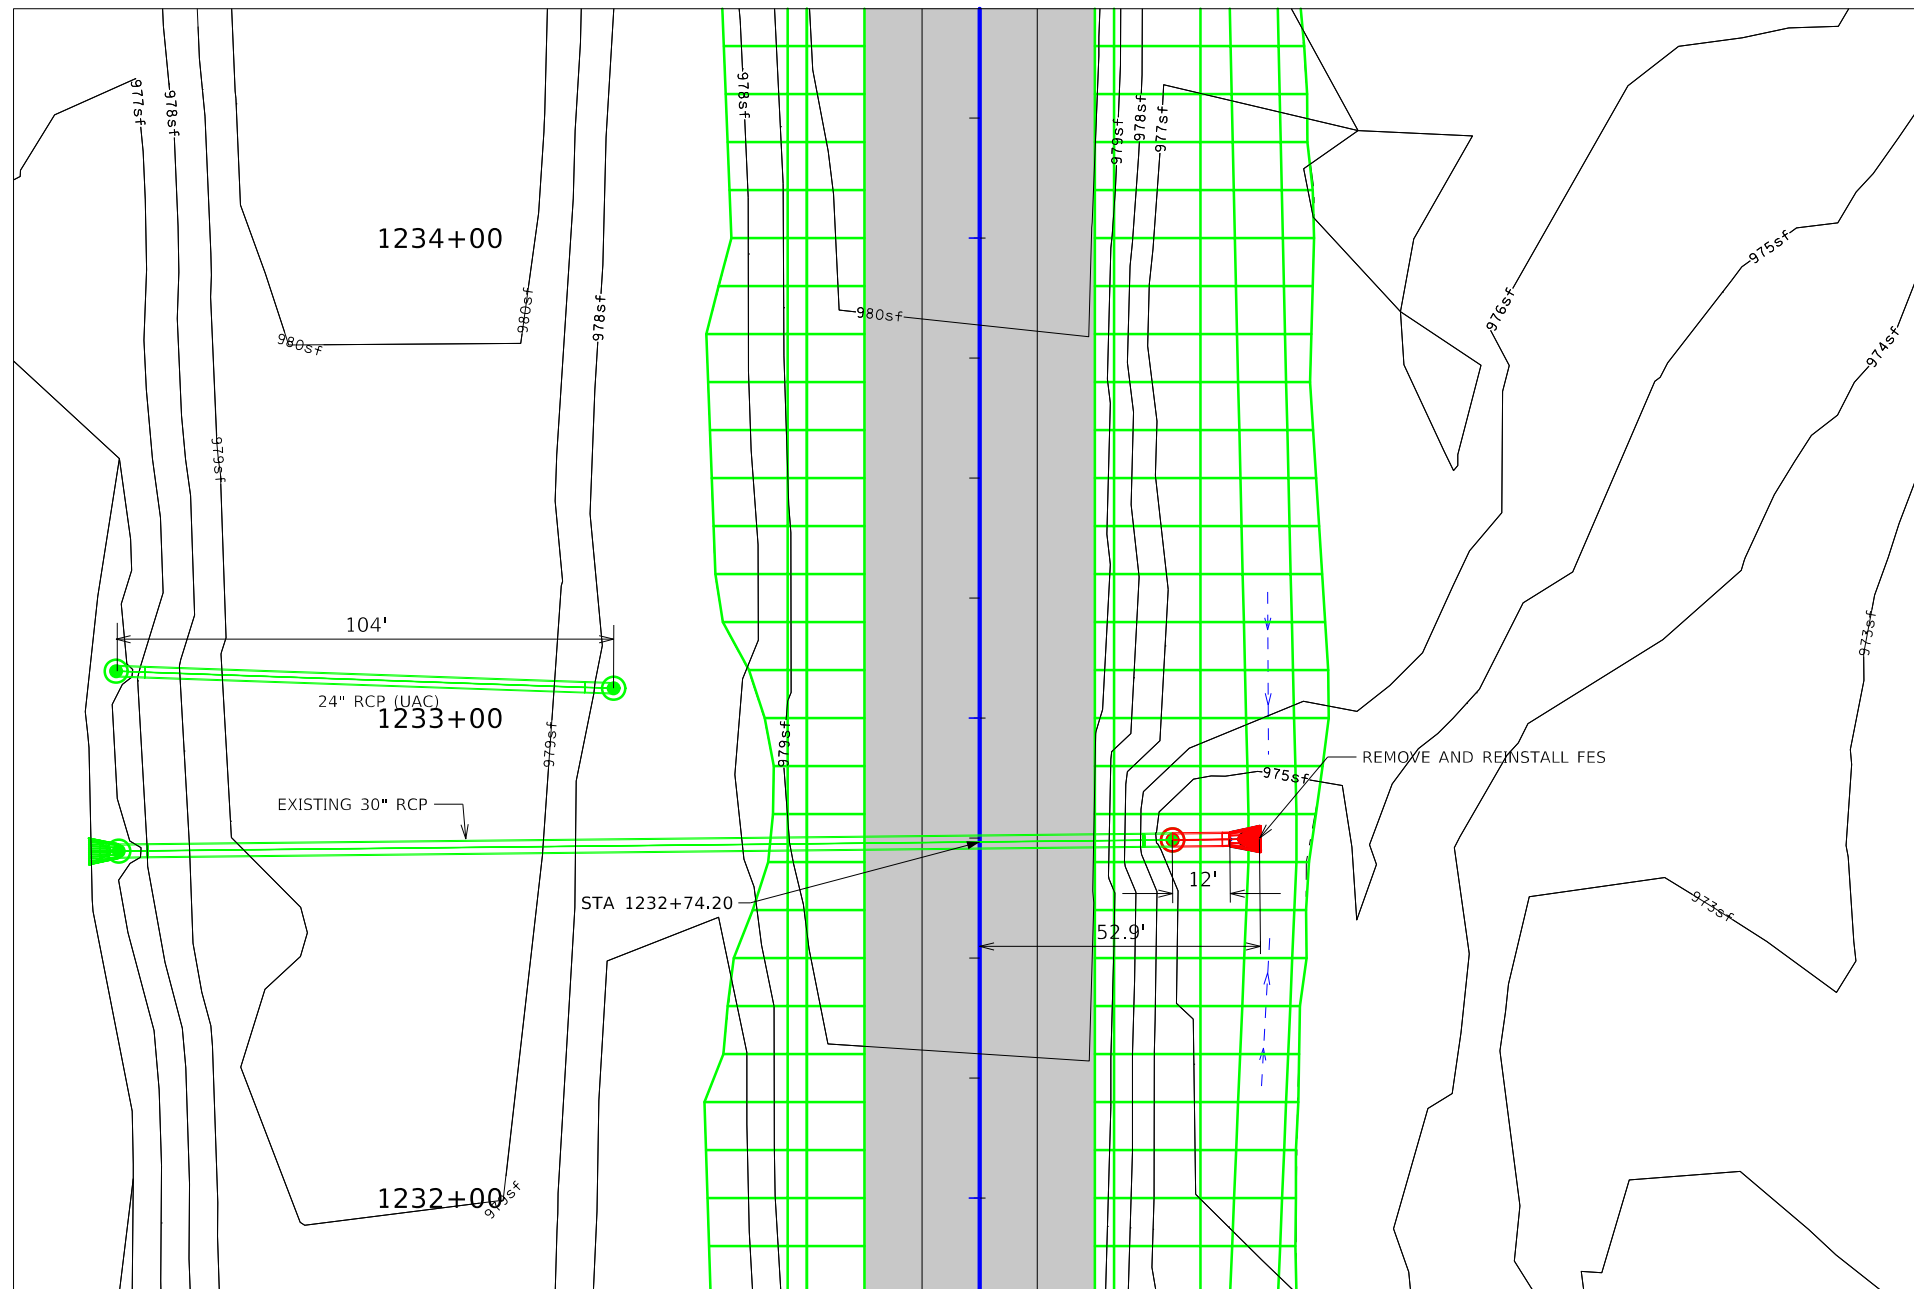 977sf
978sf
978sf
979sf
978sf
977sf
1234+00
975sf
980sf
978sf
976sf
980sf
980sf
974sf
979sf
104'
973sf
24" RCP (UAC)
1233+00
979sf
979sf
REMOVE AND REINSTALL FES
975sf
EXISTING 30" RCP
12'
STA 1232+74.20
973sf
52.9'
1232+00
979sf